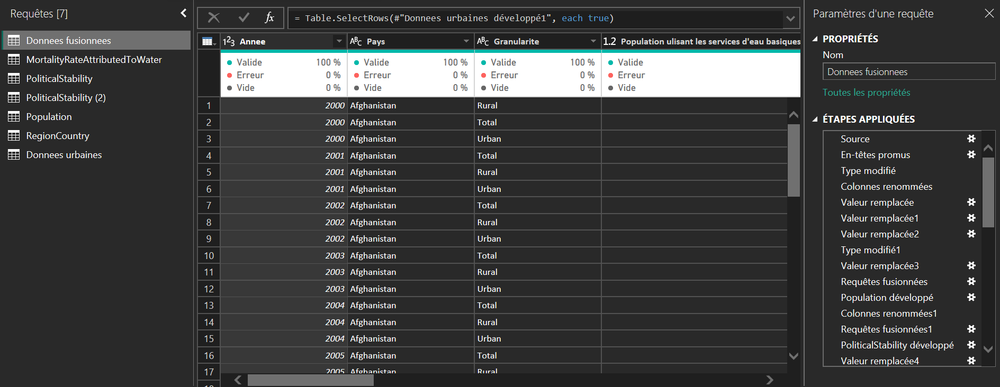 Requêtes [7]
Donnees fusionnees
MortalityRateAttributedToWater
PoliticalStability
PoliticalStability (2)
Population
RegionCountry
Donnees urbaines
fx = Table.SelectRows(#"Donnees urbaines développé1", each true)
1²3 Annee ABC Pays ABC Granularite 1.2 Population ulisant les services d'eau basiques
Valide 100 % Valide 100 % Valide 100 % Valide
Erreur 0 % Erreur 0 % Erreur 0 % Erreur
Vide 0 % Vide 0 % Vide 0 % Vide
1 2000 Afghanistan Rural
2 2000 Afghanistan Total
3 2000 Afghanistan Urban
4 2001 Afghanistan Total
5 2001 Afghanistan Rural
6 2001 Afghanistan Urban
7 2002 Afghanistan Total
8 2002 Afghanistan Rural
9 2002 Afghanistan Urban
10 2003 Afghanistan Total
11 2003 Afghanistan Rural
12 2003 Afghanistan Urban
13 2004 Afghanistan Total
14 2004 Afghanistan Rural
15 2004 Afghanistan Urban
16 2005 Afghanistan Total
17 2005 Afghanistan Rural
Paramètres d'une requête
PROPRIÉTÉS
Nom
Donnees fusionnees
Toutes les propriétés
ÉTAPES APPLIQUÉES
Source
En-têtes promus
Type modifié
Colonnes renommées
Valeur remplacée
Valeur remplacée1
Valeur remplacée2
Type modifié1
Valeur remplacée3
Requêtes fusionnées
Population développé
Colonnes renommées1
Requêtes fusionnées1
PoliticalStability développé
Valeur remplacée4